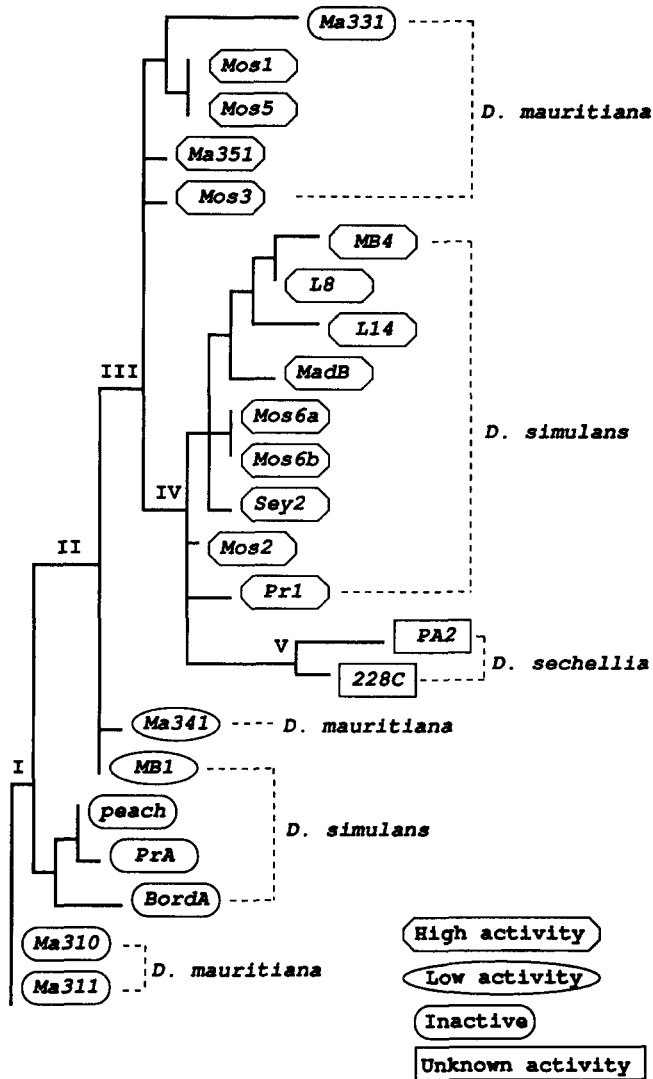 Ma331
Mos1
Mos5
D. mauritiana
Ma351
Mos3
MB4
L8
L14
III
MadB
Mos6a
D. simulans
Mos6b
IV
Sey2
II
Mos2
Pr1
V
PA2
D. sechellia
228C
Ma341
D. mauritiana
I
MB1
peach
D. simulans
PrA
BordA
Ma310
D. mauritiana
Ma311
High activity
Low activity
Inactive
Unknown activity